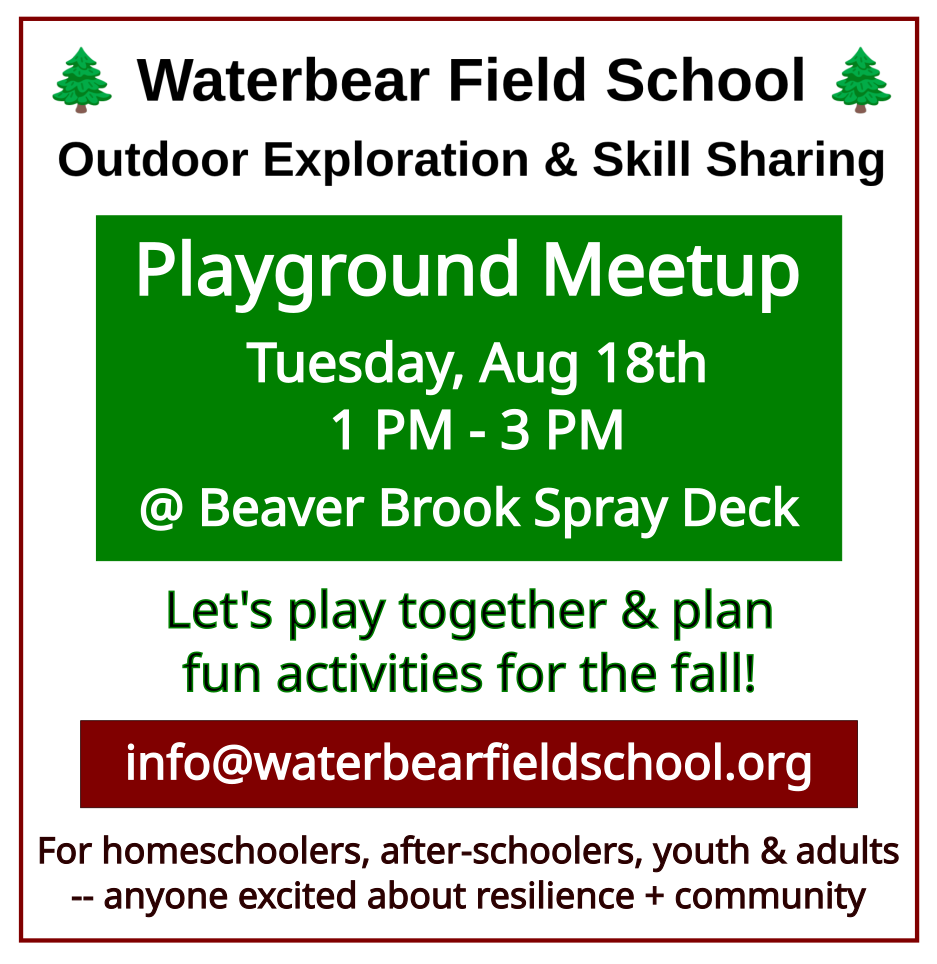 🌲 Waterbear Field School 🌲
Outdoor Exploration & Skill Sharing
Playground Meetup
Tuesday, Aug 18th
1 PM - 3 PM
@ Beaver Brook Spray Deck
Let's play together & plan
fun activities for the fall!
info@waterbearfieldschool.org
For homeschoolers, after-schoolers, youth & adults
-- anyone excited about resilience + community